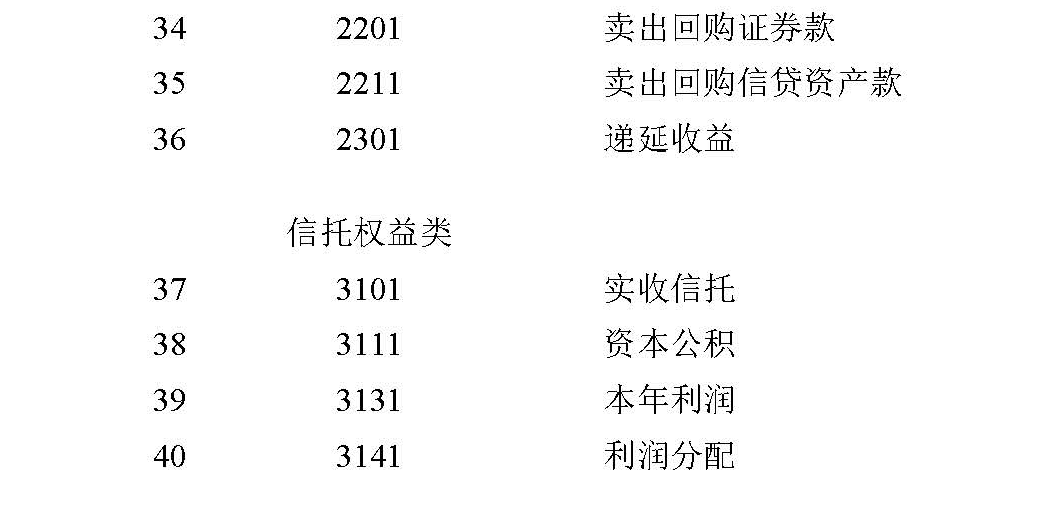 34 2201 卖出回购证券款
35 2211 卖出回购信贷资产款
36 2301 递延收益
信托权益类
37 3101 实收信托
38 3111 资本公积
39 3131 本年利润
40 3141 利润分配